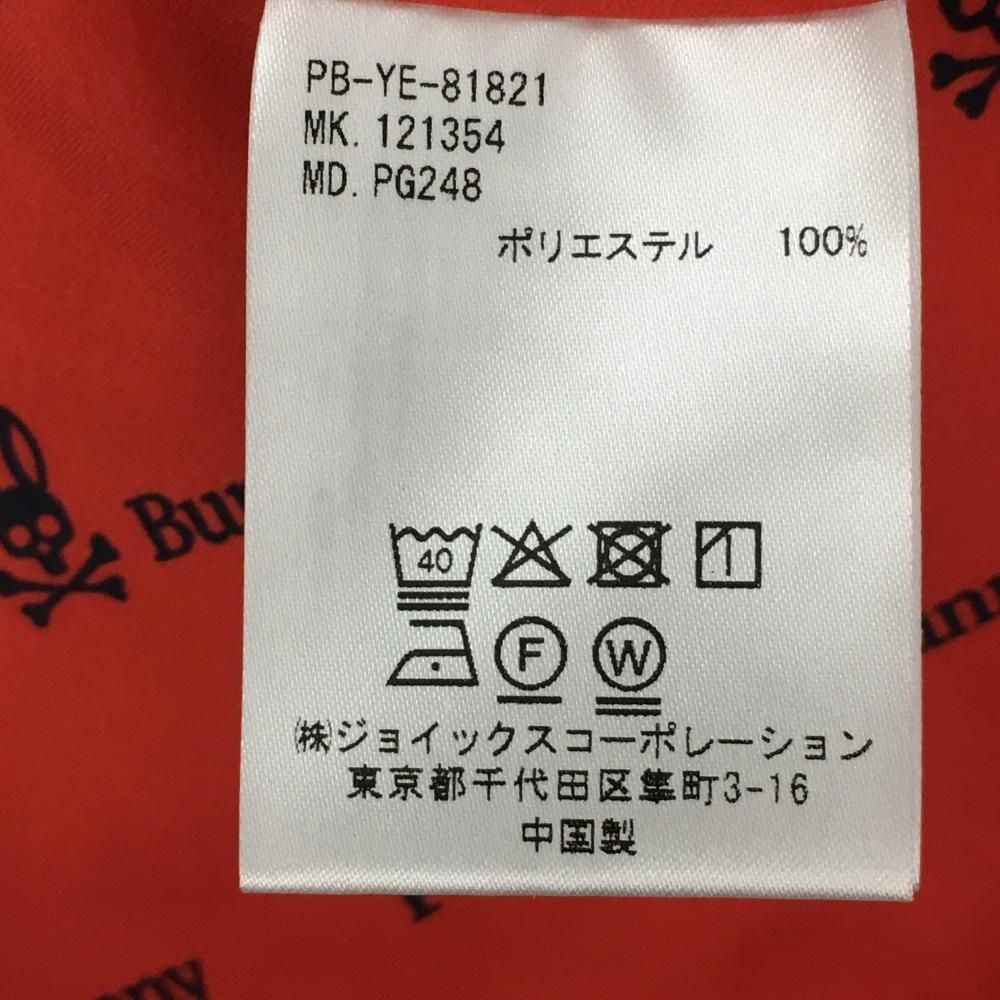 PB-YE-81821
MK. 121354
MD. PG248
ポリエステル 100%
40
F
W
㈱ジョイックスコーポレーション
東京都千代田区隼町3-16
中国製